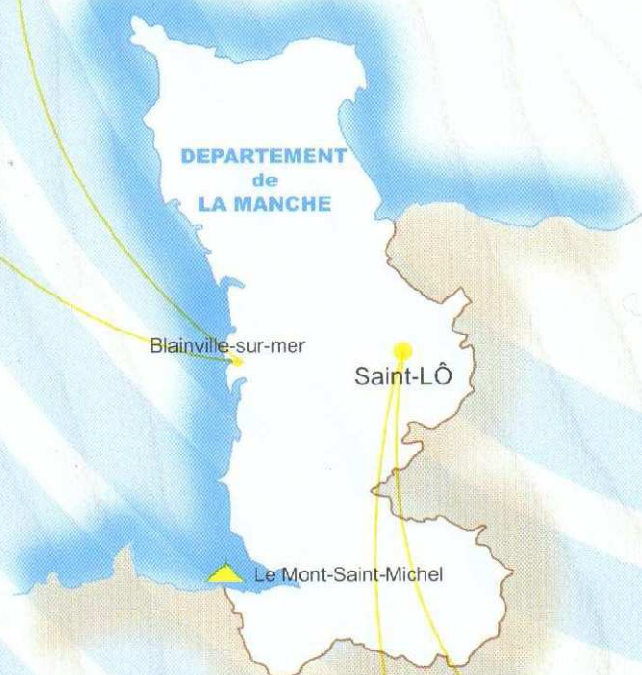 DEPARTEMENT
de
LA MANCHE
Blainville-sur-mer
Saint-LÔ
Le Mont-Saint-Michel